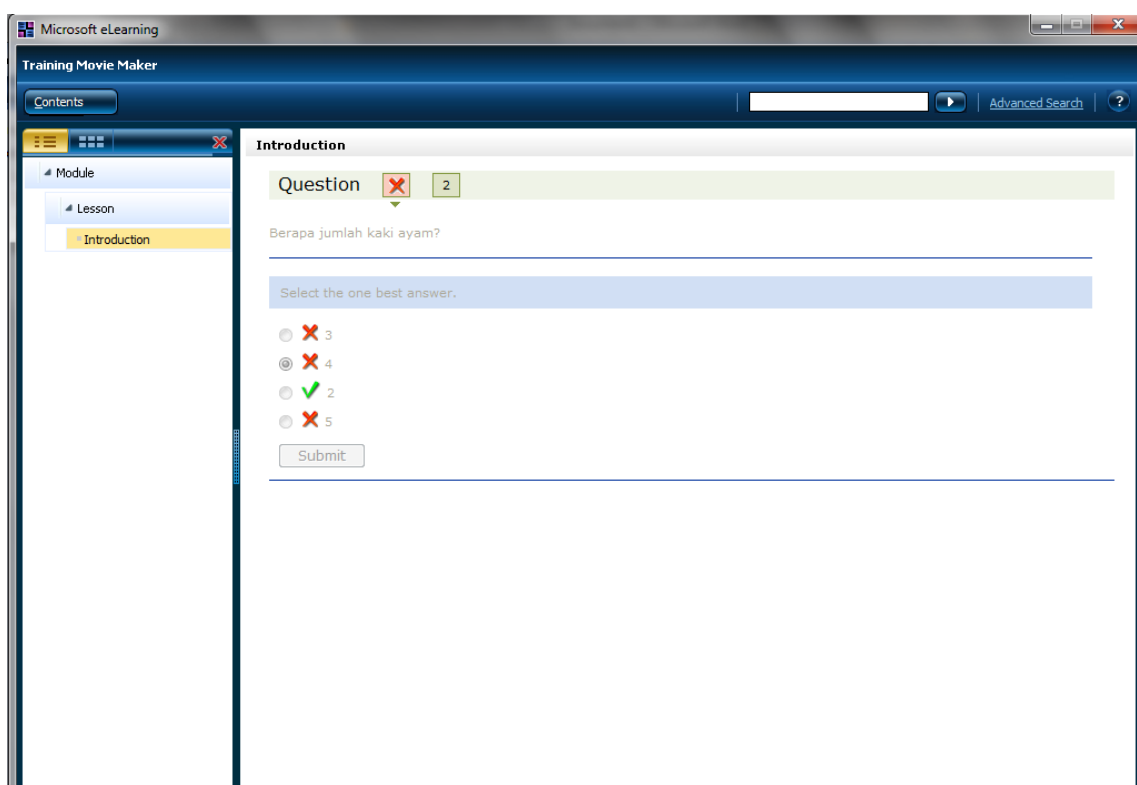 Microsoft eLearning
Training Movie Maker
Contents
Advanced Search
?
Module
Lesson
Introduction
Introduction
Question
2
Berapa jumlah kaki ayam?
Select the one best answer.
3
4
2
5
Submit